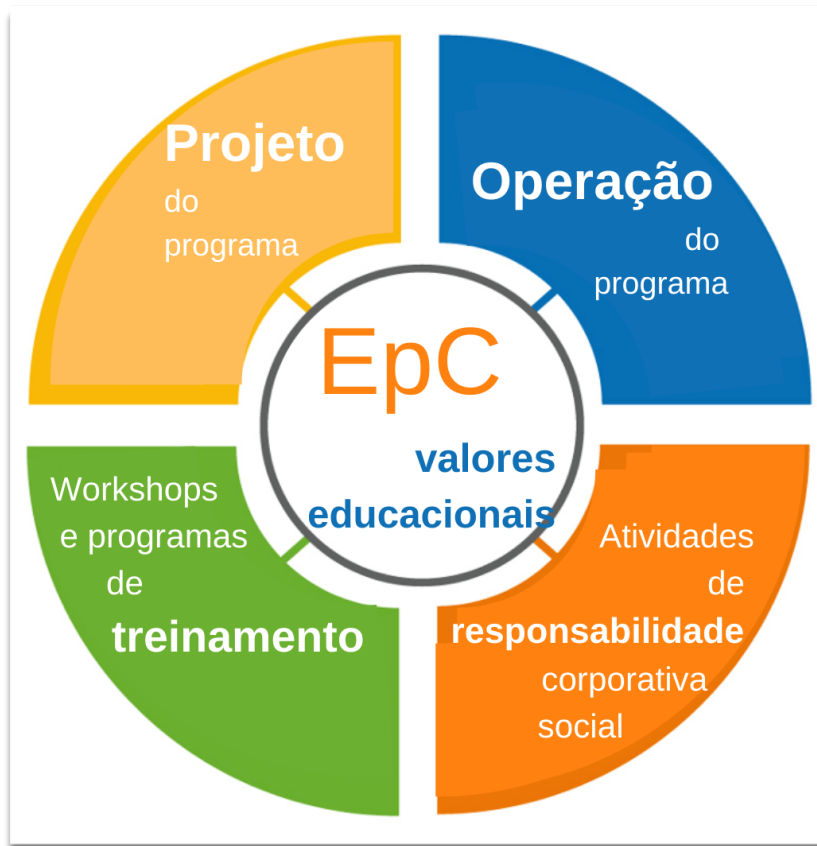 Projeto
do
programa
Operação
do
programa
EpC
valores
educacionais
Workshops
e programas
de
treinamento
Atividades
de
responsabilidade
corporativa
social